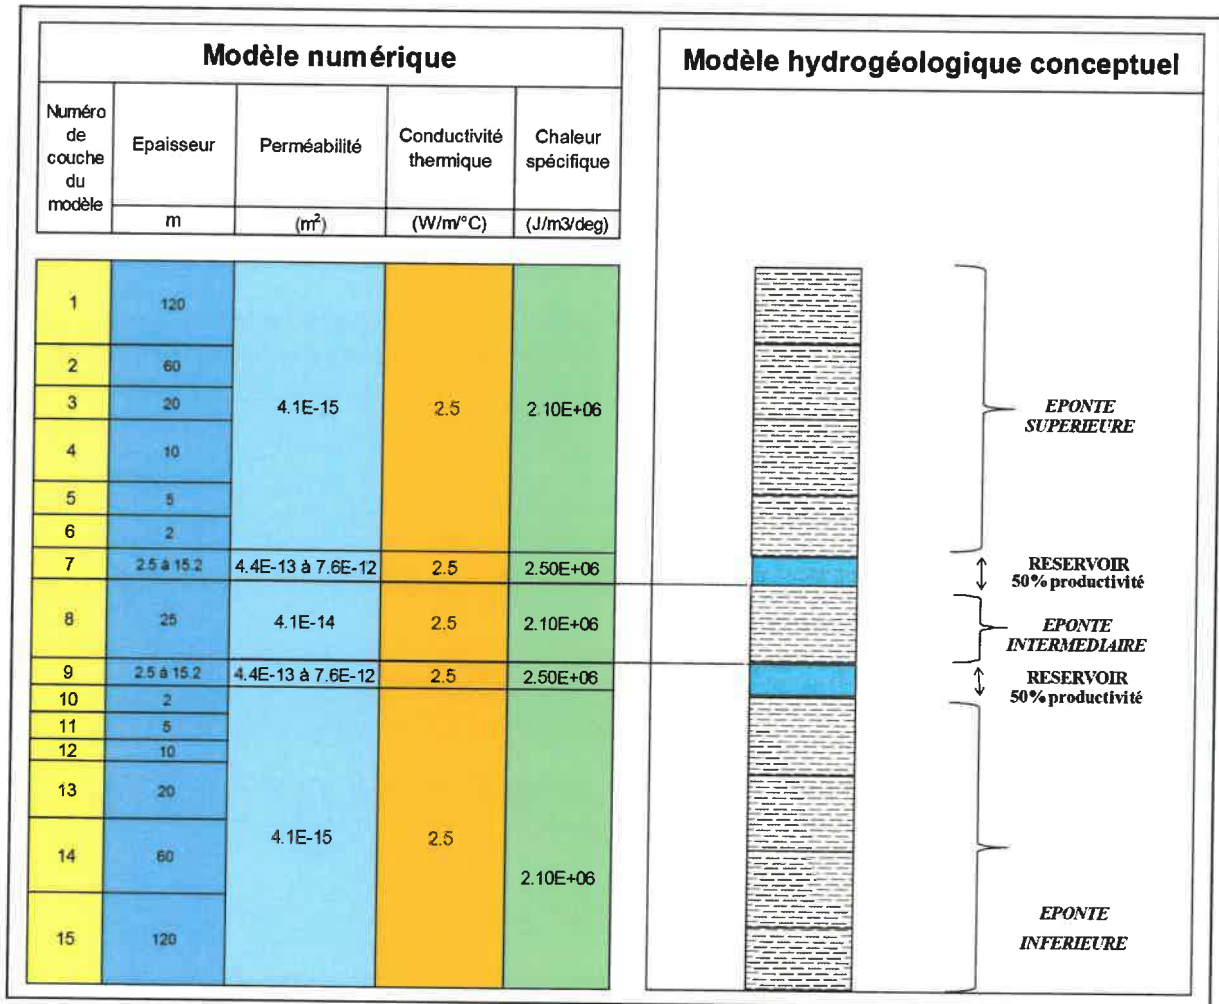 Modèle numérique
Numéro de couche du modèle
Epaisseur
Perméabilité
Conductivité thermique
Chaleur spécifique
m
(m²)
(W/m/°C)
(J/m3/deg)
1
120
2
60
3
20
4
10
5
5
6
2
4.1E-15
2.5
2.10E+06
7
2.5 à 15.2
4.4E-13 à 7.6E-12
2.5
2.50E+06
8
25
4.1E-14
2.5
2.10E+06
9
2.5 à 15.2
4.4E-13 à 7.6E-12
2.5
2.50E+06
10
2
11
5
12
10
13
20
14
60
15
120
4.1E-15
2.5
2.10E+06
Modèle hydrogéologique conceptuel
EPONTE
SUPERIEURE
RESERVOIR
50% productivité
EPONTE
INTERMEDIAIRE
RESERVOIR
50% productivité
EPONTE
INFERIEURE